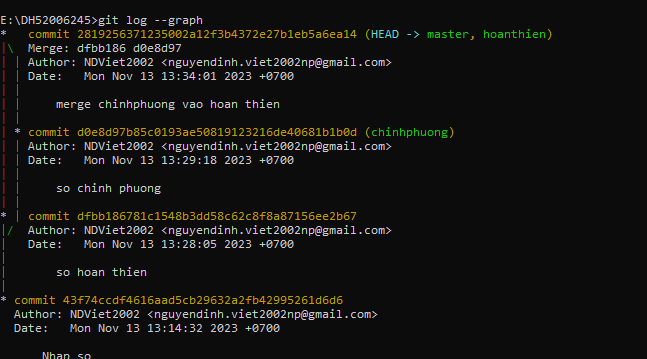 E:\DH52006245>git log --graph
*   commit 2819256371235002a12f3b4372e27b1eb5a6ea14 (HEAD -> master, hoanthien)
|\  Merge: dfbb186 d0e8d97
| | Author: NDViet2002 <nguyendinh.viet2002np@gmail.com>
| | Date:   Mon Nov 13 13:34:01 2023 +0700
| |
| |     merge chinhphuong vao hoan thien
| |
| * commit d0e8d97b85c0193ae50819123216de40681b1b0d (chinhphuong)
| | Author: NDViet2002 <nguyendinh.viet2002np@gmail.com>
| | Date:   Mon Nov 13 13:29:18 2023 +0700
| |
| |     so chinh phuong
| |
* | commit dfbb186781c1548b3dd58c62c8f8a87156ee2b67
|/  Author: NDViet2002 <nguyendinh.viet2002np@gmail.com>
|   Date:   Mon Nov 13 13:28:05 2023 +0700
|
|       so hoan thien
|
* commit 43f74ccdf4616aad5cb29632a2fb42995261d6d6
  Author: NDViet2002 <nguyendinh.viet2002np@gmail.com>
  Date:   Mon Nov 13 13:14:32 2023 +0700

      Nhap so